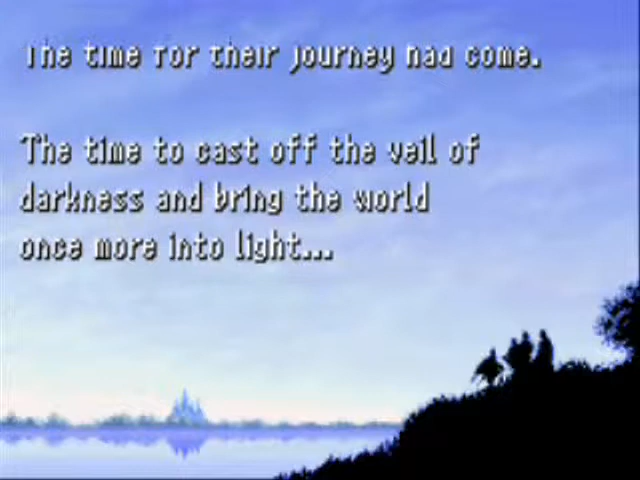 The time for their journey had come.
The time to cast off the veil of
darkness and bring the world
once more into light...